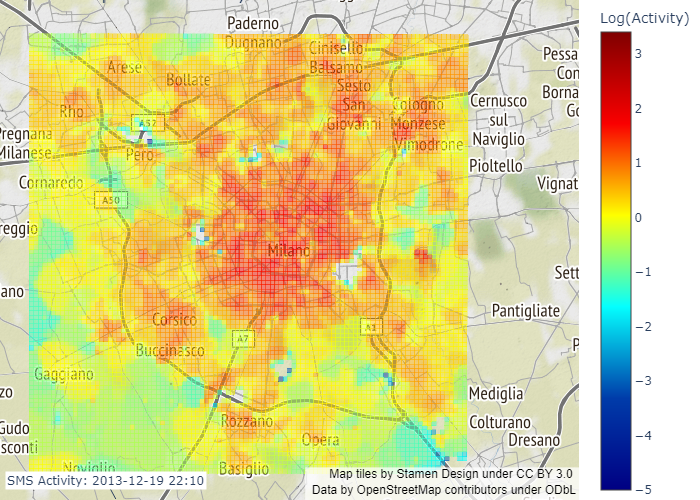 Log(Activity)
3
2
1
0
−1
−2
−3
−4
−5
Paderno
Dugnano
Cinisello
Balsamo
Arese
Bollate
Sesto
San
Giovanni
Cologno
Monzese
Vimodrone
Pessa
Con
Borna
Go
Cernusco
sul
Naviglio
Rho
A52
Pregnana
Milanese
Pero
Pioltello
Cornaredo
A50
Vignat
reggio
Milano
Sett
ano
Corsico
Pantigliate
A7
A1
Buccinasco
P
Gaggiano
zo
Mediglia
Rozzano
Colturano
Gudo
sconti
Opera
Dresano
Noviglio
Basiglio
SMS Activity: 2013-12-19 22:10
Map tiles by Stamen Design under CC BY 3.0
Data by OpenStreetMap contributors under ODbL